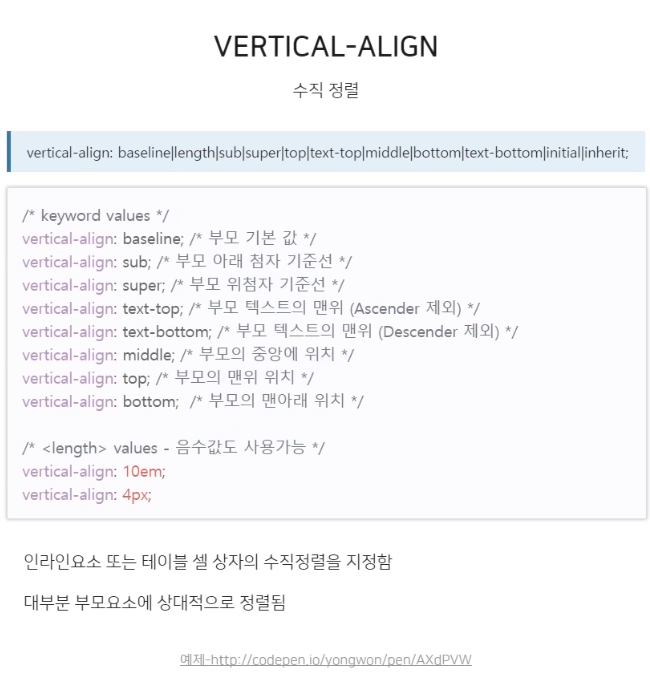 VERTICAL-ALIGN
수직 정렬
vertical-align: baseline|length|sub|super|top|text-top|middle|bottom|text-bottom|initial|inherit;
/* keyword values */
vertical-align: baseline; /* 부모 기본 값 */
vertical-align: sub; /* 부모 아래 첨자 기준선 */
vertical-align: super; /* 부모 위첨자 기준선 */
vertical-align: text-top; /* 부모 텍스트의 맨위 (Ascender 제외) */
vertical-align: text-bottom; /* 부모 텍스트의 맨위 (Descender 제외) */
vertical-align: middle; /* 부모의 중앙에 위치 */
vertical-align: top; /* 부모의 맨위 위치 */
vertical-align: bottom;  /* 부모의 맨아래 위치 */
/* <length> values - 음수값도 사용가능 */
vertical-align: 10em;
vertical-align: 4px;
인라인요소 또는 테이블 셀 상자의 수직정렬을 지정함
대부분 부모요소에 상대적으로 정렬됨
예제-http://codepen.io/yongwon/pen/AXdPVW